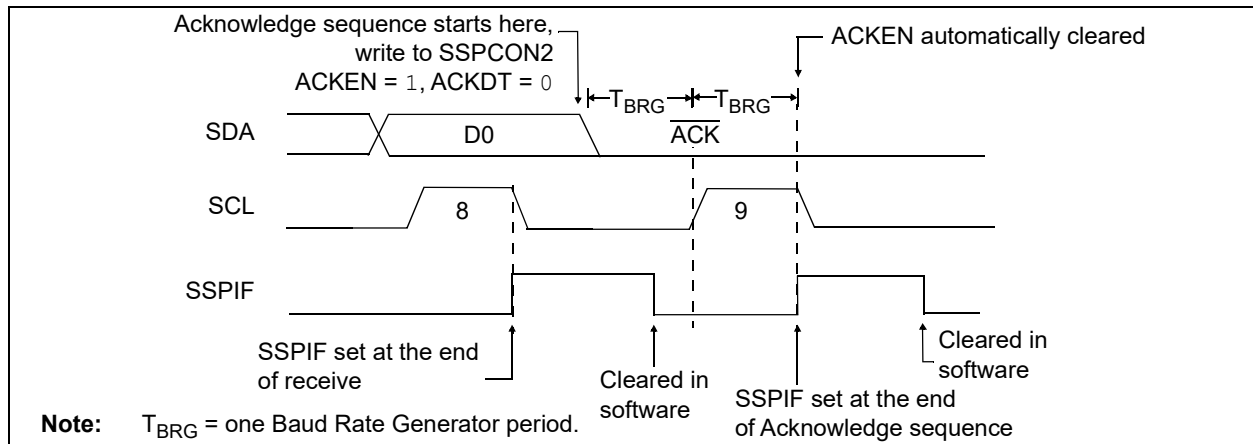 Acknowledge sequence starts here,
write to SSPCON2
ACKEN = 1, ACKDT = 0
ACKEN automatically cleared
TBRG
TBRG
SDA
D0
ACK
SCL
8
9
SSPIF
SSPIF set at the end
of receive
Cleared in
software
SSPIF set at the end
of Acknowledge sequence
Cleared in
software
Note: TBRG = one Baud Rate Generator period.